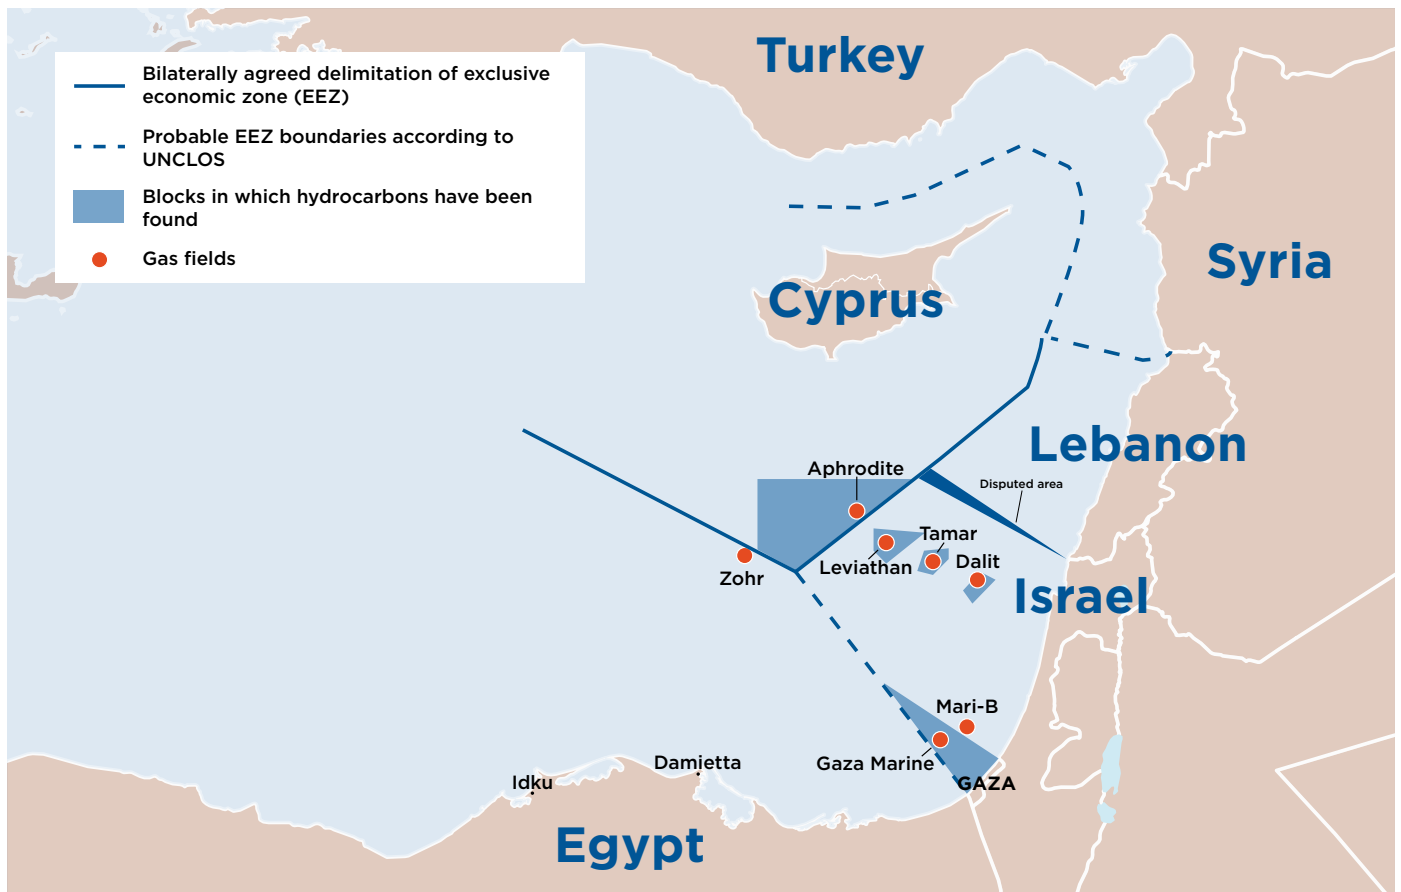 Turkey
Bilaterally agreed delimitation of exclusive
economic zone (EEZ)
Probable EEZ boundaries according to
UNCLOS
Blocks in which hydrocarbons have been
found
Gas fields
Syria
Cyprus
Lebanon
Aphrodite
Disputed area
Tamar
Dalit
Leviathan
Zohr
Israel
Mari-B
Gaza Marine
Damietta
Idku
GAZA
Egypt